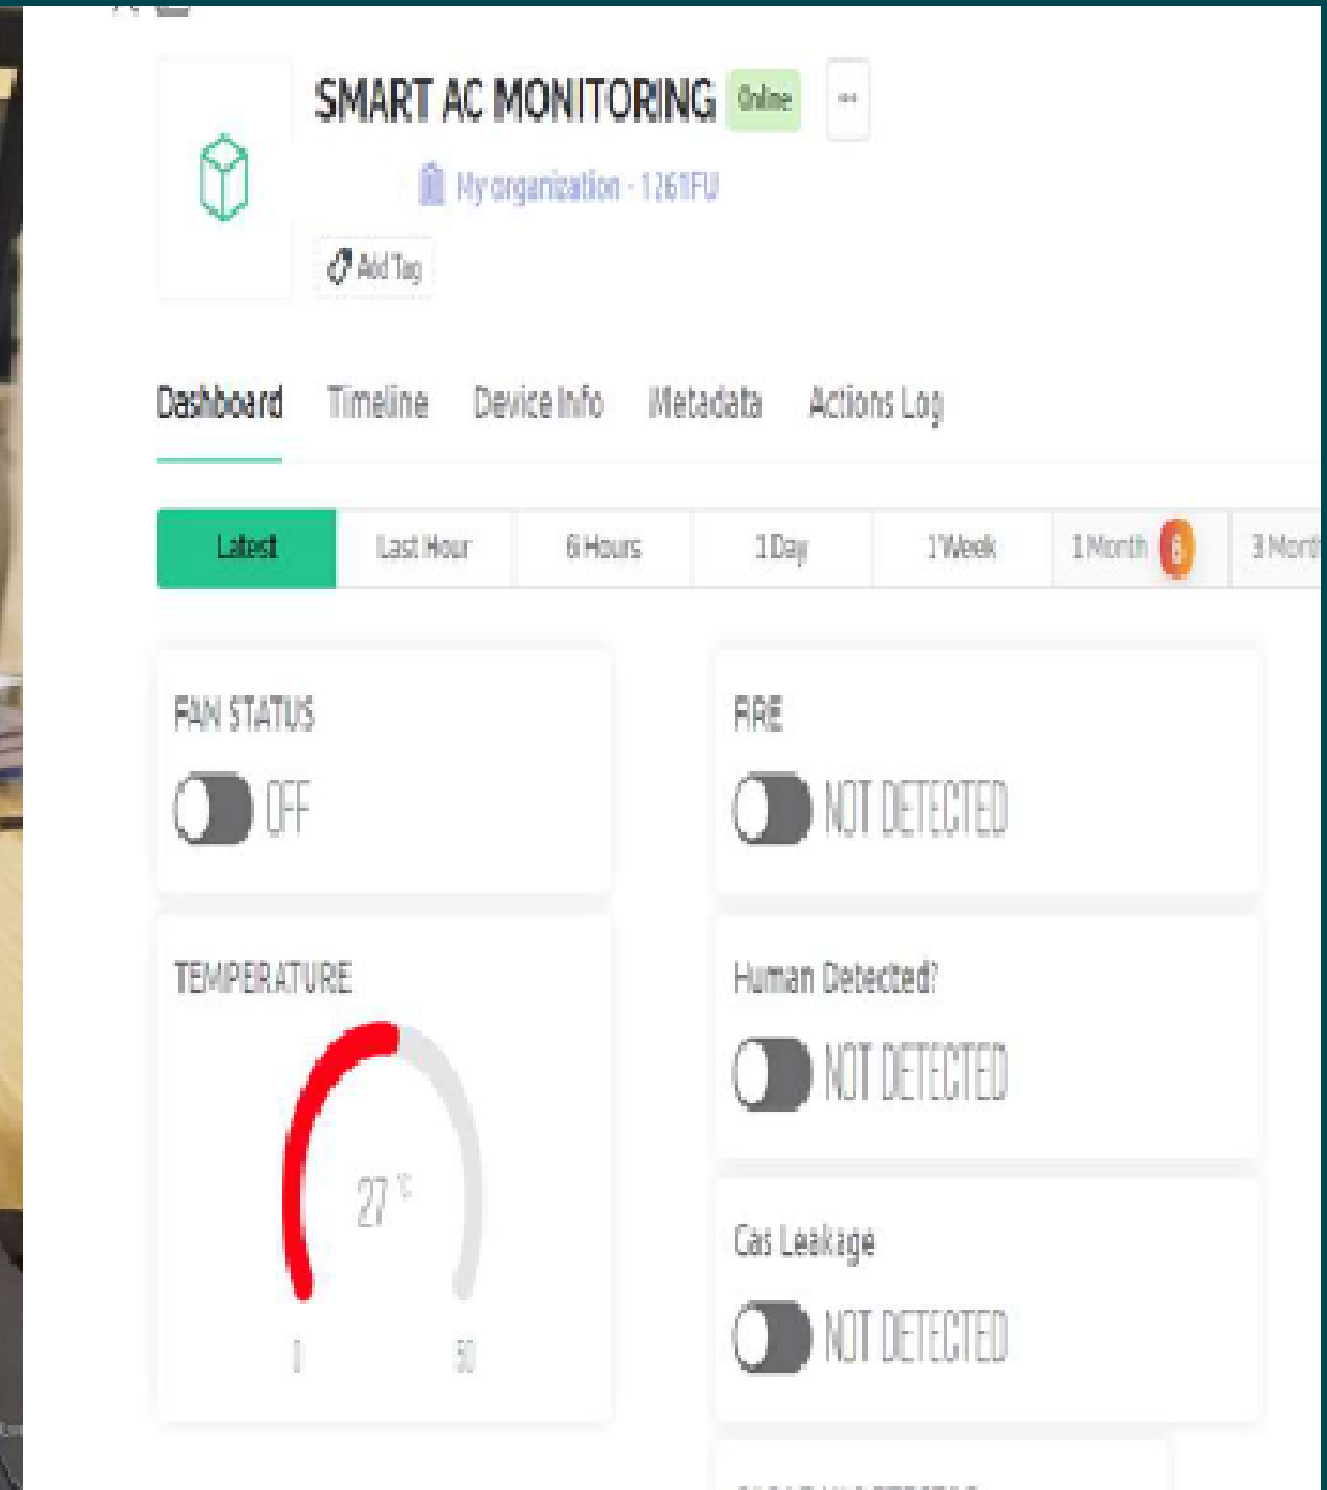 SMART AC MONITORING Online
My organization - 1261FU
Add Tag
Dashboard Timeline Device Info Metadata Actions Log
Latest Last Hour 6 Hours 1 Day 1 Week 1 Month 3 Month
FAN STATUS
OFF
FIRE
NOT DETECTED
TEMPERATURE
27 °C
0 50
Human Detected?
NOT DETECTED
Gas Leakage
NOT DETECTED